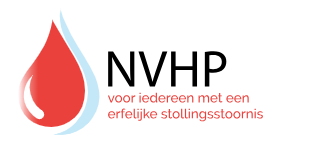 NVHP
voor iedereen met een
erfelijke stollingsstoornis